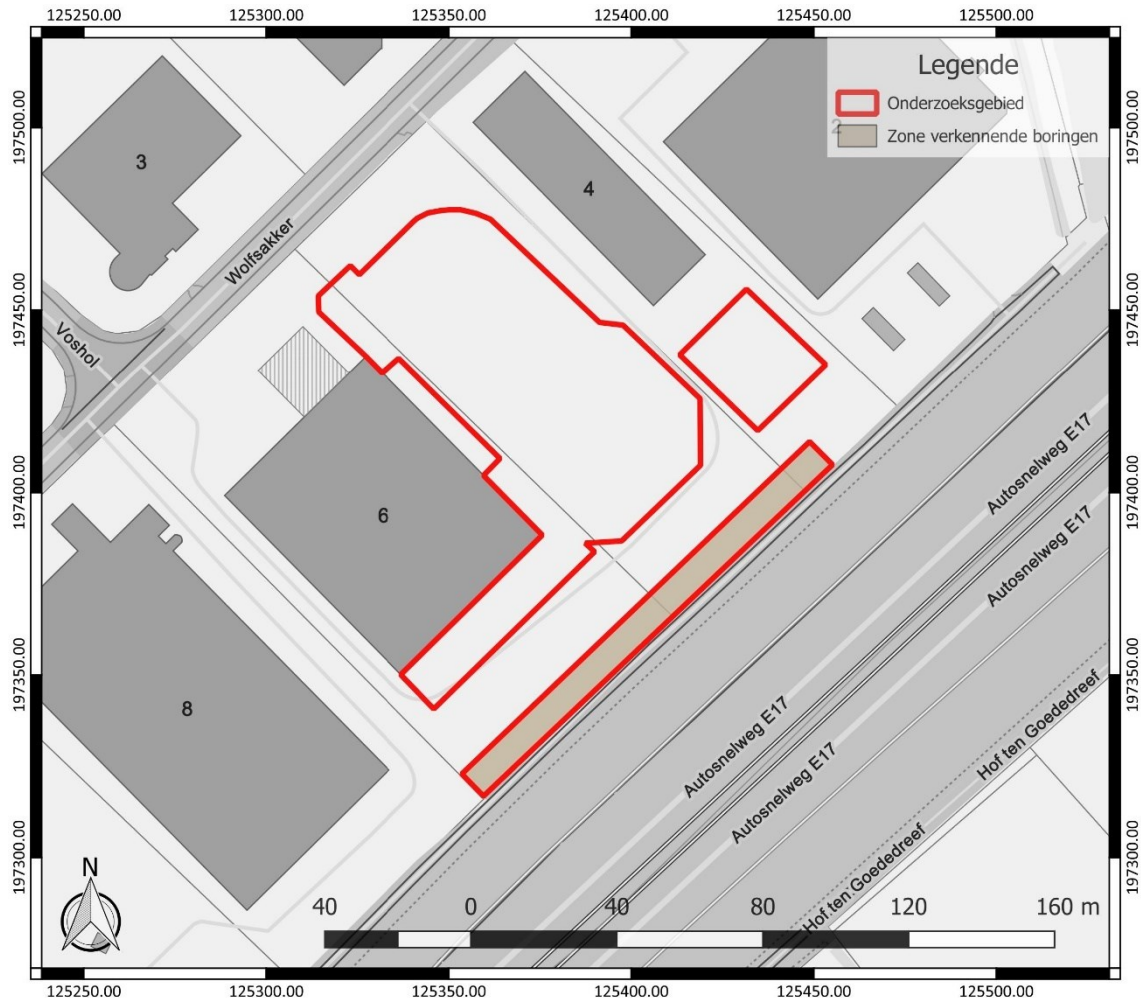 125250.00 125300.00 125350.00 125400.00 125450.00 125500.00
Legende
Onderzoeksgebied
Zone verkennende boringen
2
197500.00
197500.00
3
4
Wolfsakker
197450.00
197450.00
Voshol
Autosnelweg E17
197400.00
197400.00
6
Autosnelweg E17
197350.00
197350.00
8
Autosnelweg E17
Hof ten Goededreef
Autosnelweg E17
197300.00
197300.00
Hof ten Goededreef
N
40 0 40 80 120 160 m
125250.00 125300.00 125350.00 125400.00 125450.00 125500.00